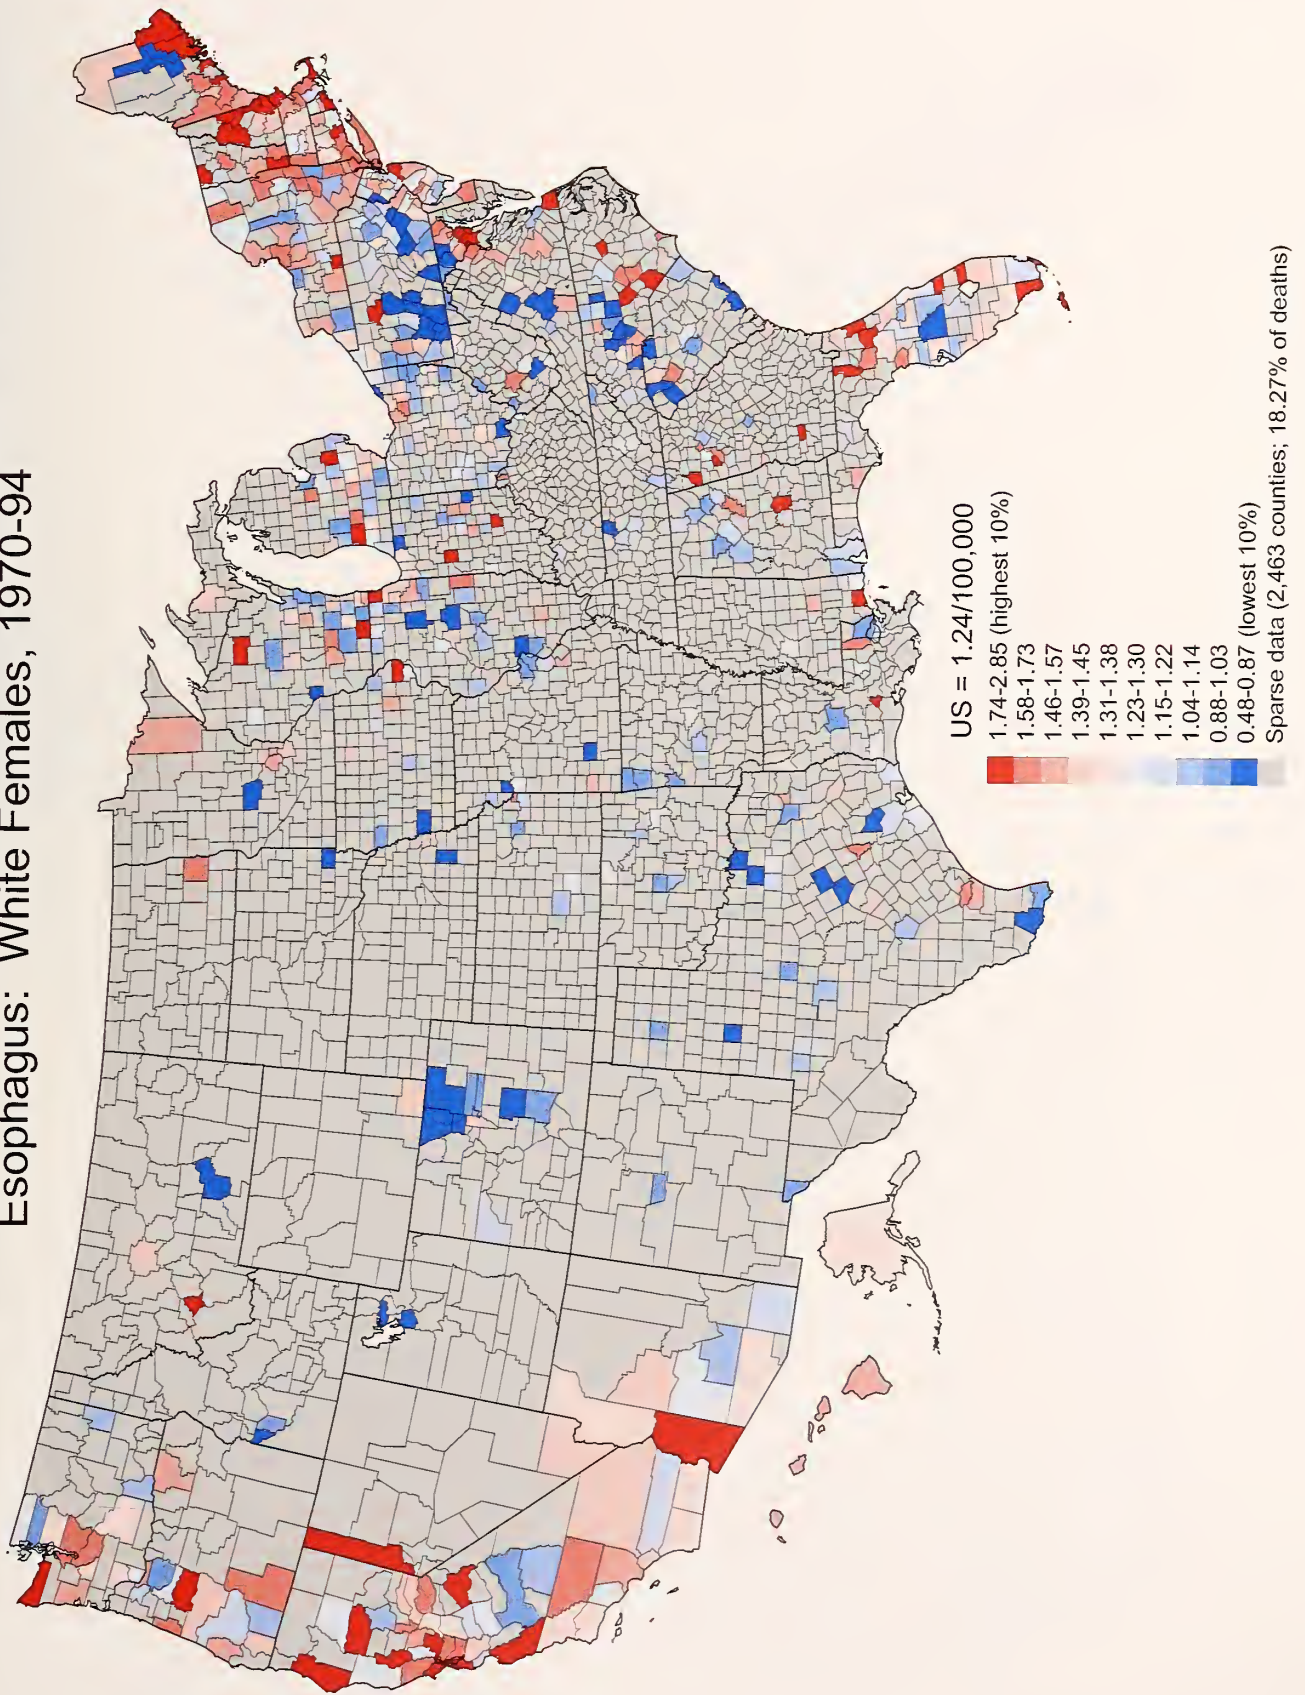 Esophagus: White Females, 1970-94
US = 1.24/100,000
1.74-2.85 (highest 10%)
1.58-1.73
1.46-1.57
1.39-1.45
1.31-1.38
1.23-1.30
1.15-1.22
1.04-1.14
0.88-1.03
0.48-0.87 (lowest 10%)
Sparse data (2,463 counties; 18.27% of deaths)